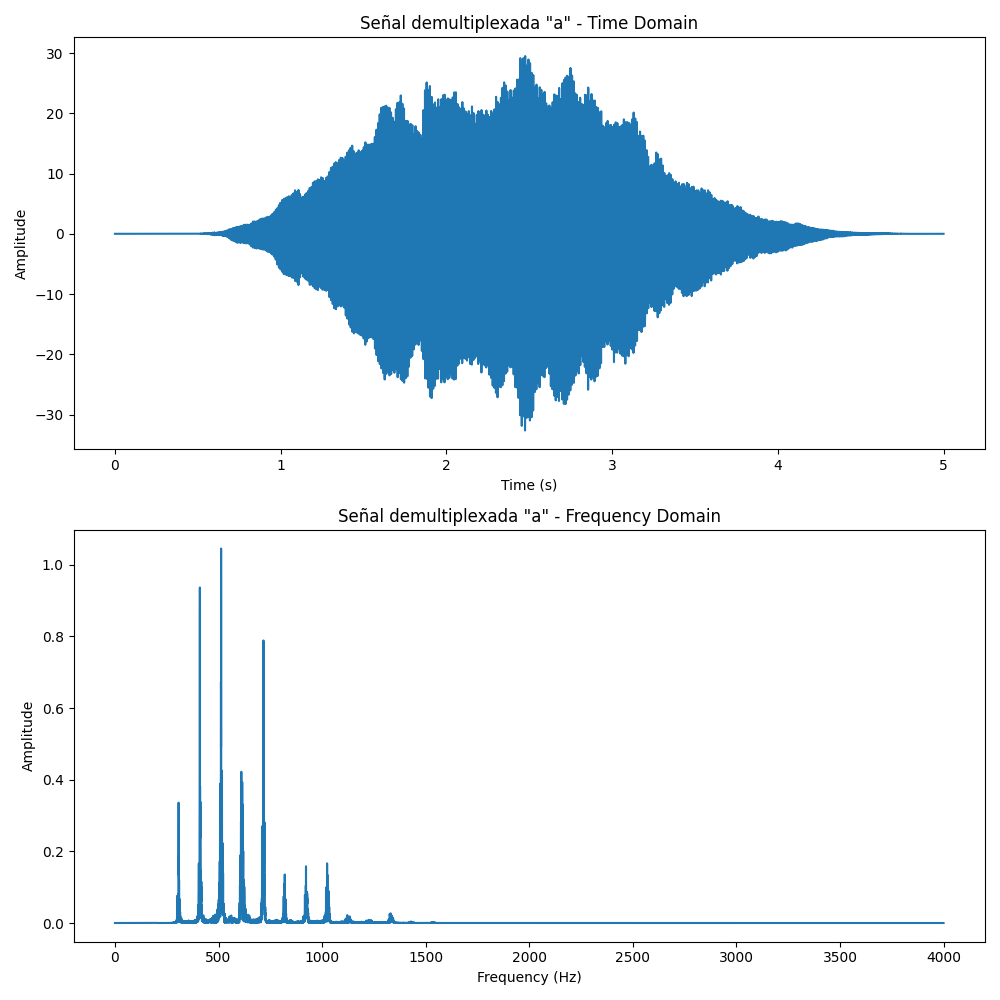 Señal demultiplexada "a" - Time Domain
30
20
10
0
−10
−20
−30
Amplitude
0 1 2 3 4 5
Time (s)
Señal demultiplexada "a" - Frequency Domain
1.0
0.8
0.6
0.4
0.2
0.0
Amplitude
0 500 1000 1500 2000 2500 3000 3500 4000
Frequency (Hz)